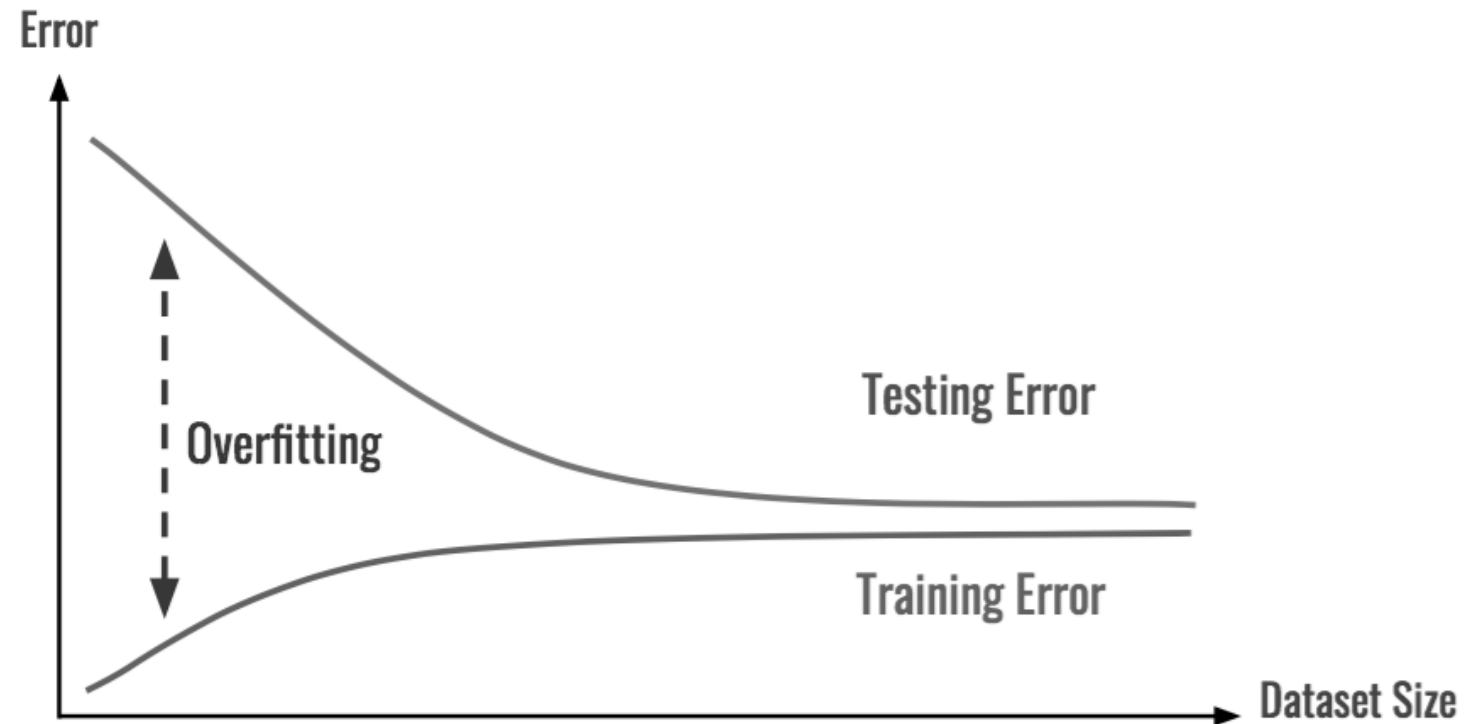 Error
Testing Error
Overfitting
Training Error
Dataset Size